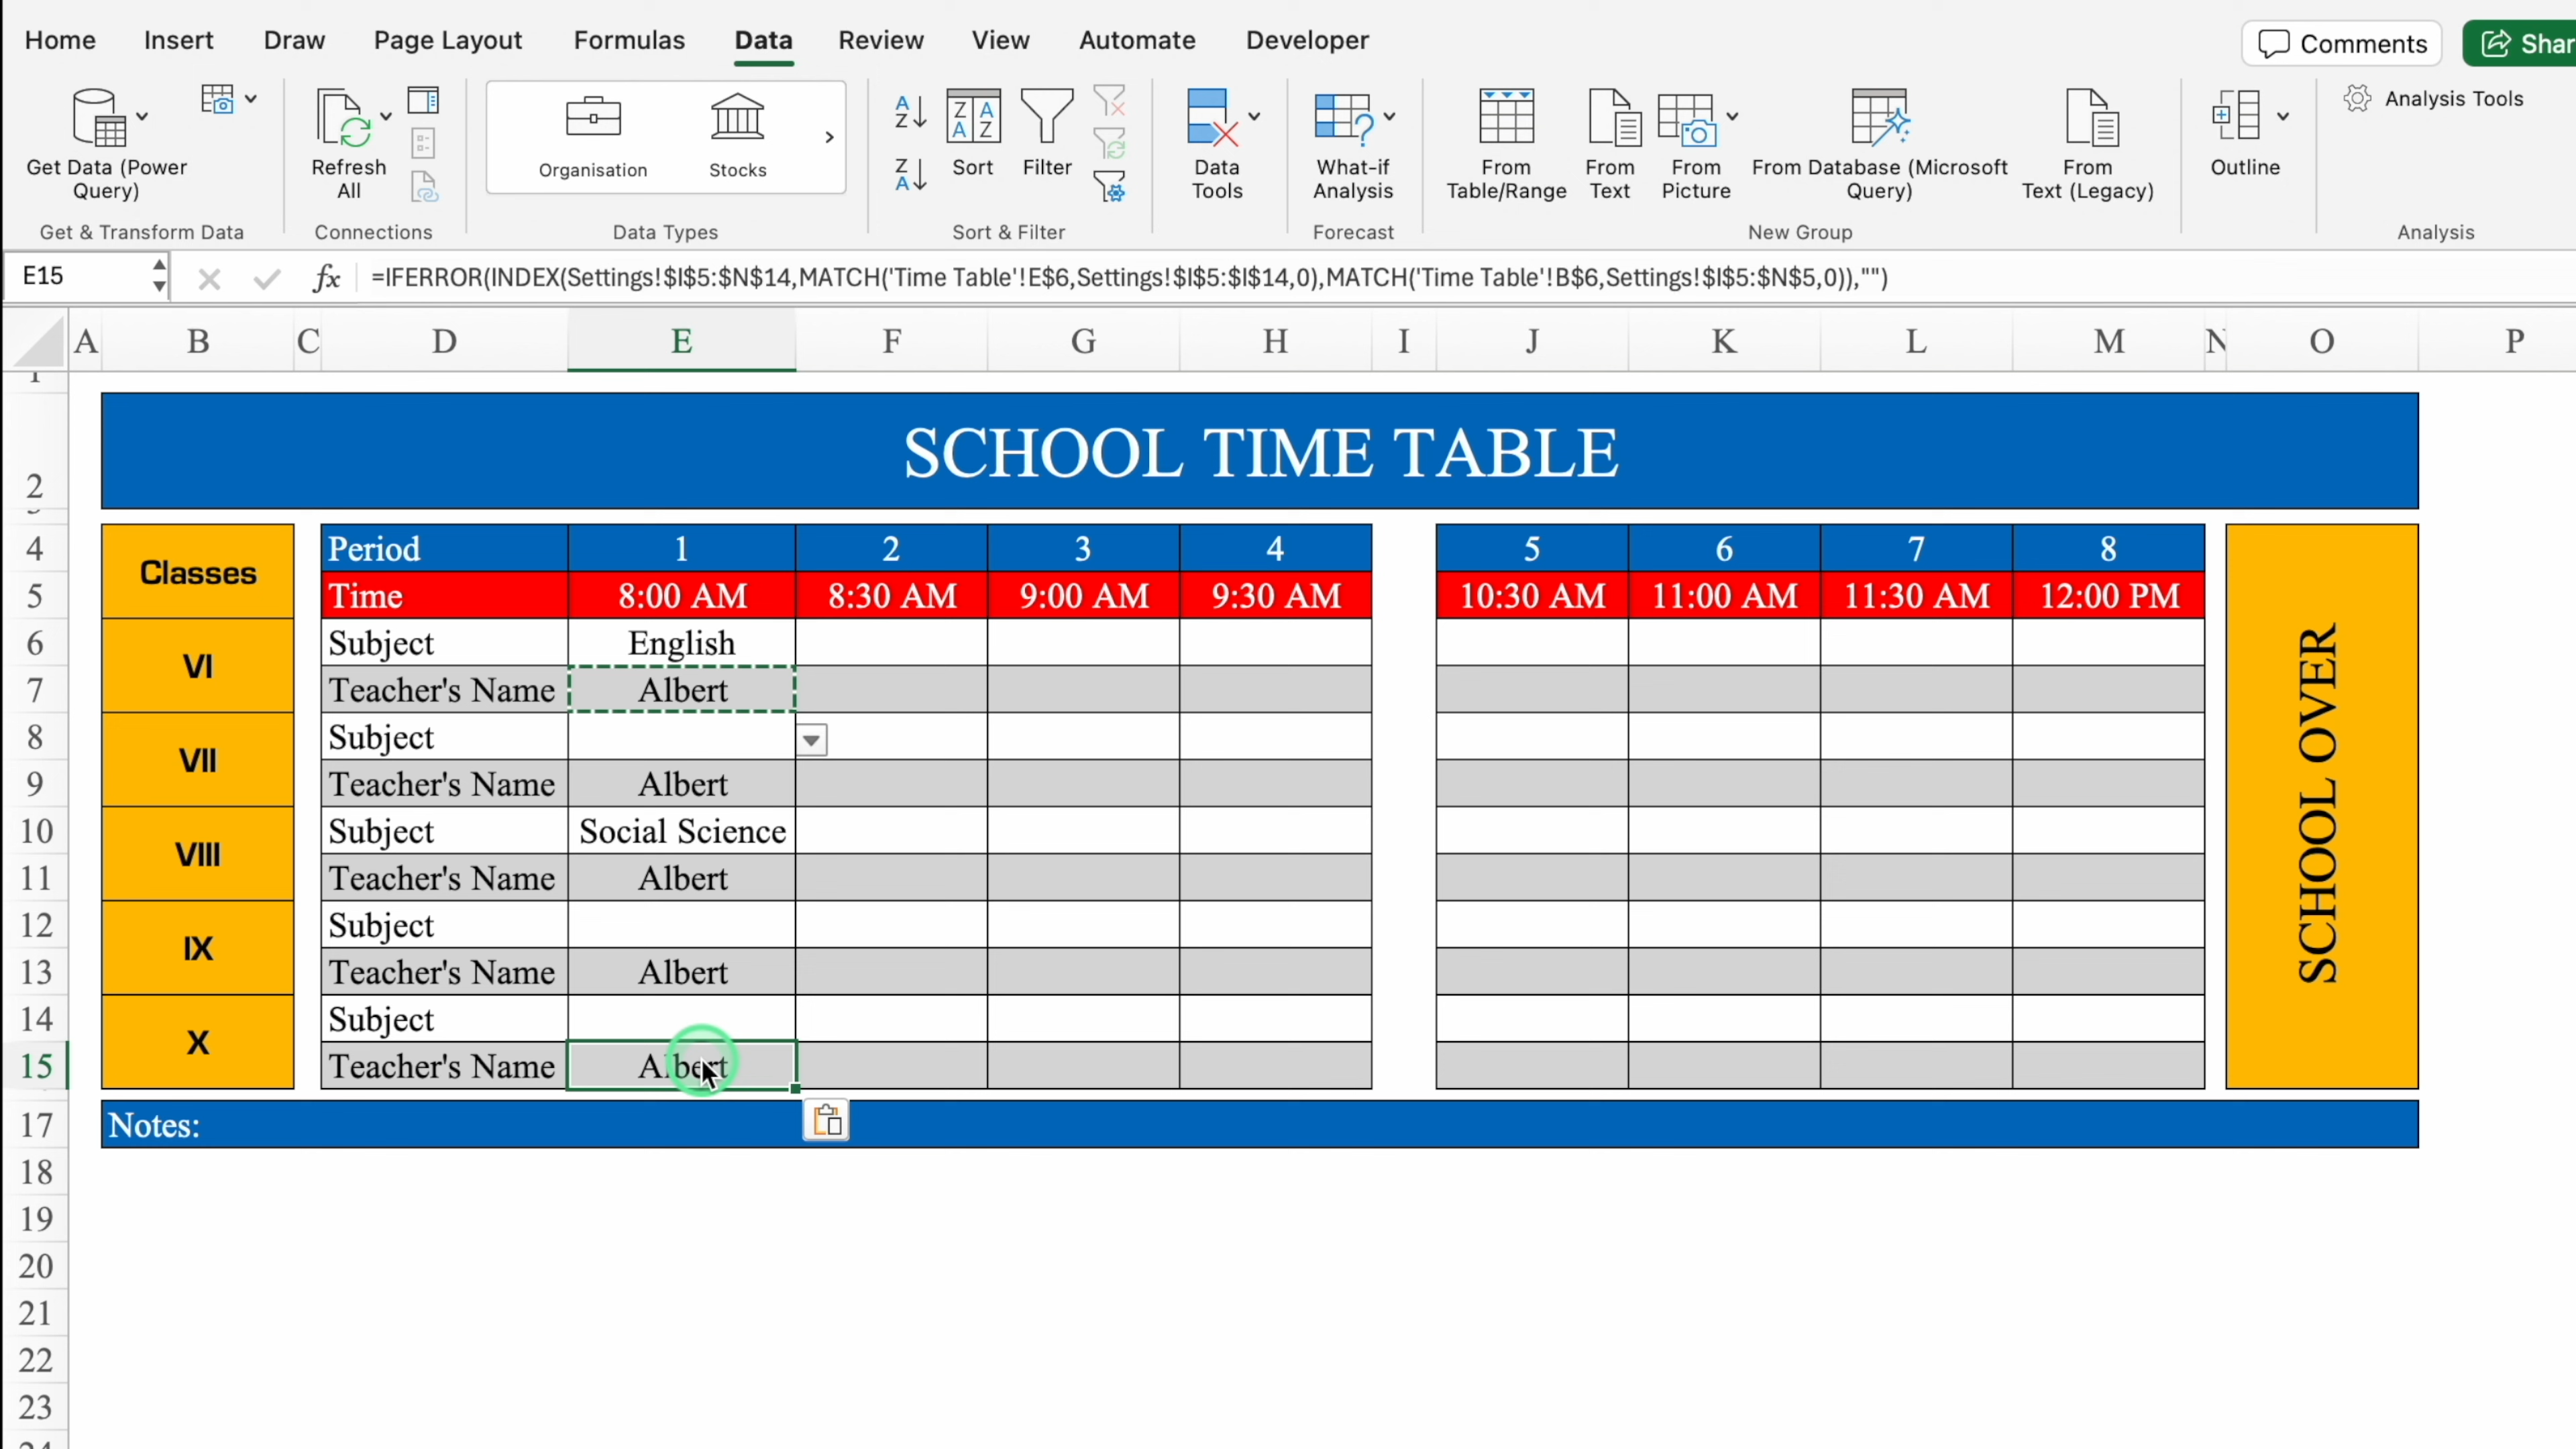 Home Insert Draw Page Layout Formulas Data Review View Automate Developer Comments
Get Data (Power Query)
Get & Transform Data
Refresh All
Connections
Organisation Stocks
Data Types
Sort Filter
Sort & Filter
Data Tools
What-if Analysis
Forecast
From Table/Range
From Text
From Picture
From Database (Microsoft Query)
From Text (Legacy)
New Group
Outline
Analysis Tools
Analysis
E15 fx =IFERROR(INDEX(Settings!$I$5:$N$14,MATCH('Time Table'!E$6,Settings!$I$5:$I$14,0),MATCH('Time Table'!B$6,Settings!$I$5:$N$5,0)),"")
A B C D E F G H I J K L M N O P
1
2 SCHOOL TIME TABLE
Classes
4 Period 1 2 3 4 5 6 7 8
5 Time 8:00 AM 8:30 AM 9:00 AM 9:30 AM 10:30 AM 11:00 AM 11:30 AM 12:00 PM
VI
6 Subject English
7 Teacher's Name Albert
VII
8 Subject
9 Teacher's Name Albert
VIII
10 Subject Social Science
11 Teacher's Name Albert
IX
12 Subject
13 Teacher's Name Albert
X
14 Subject
15 Teacher's Name Albert
SCHOOL OVER
17 Notes:
18
19
20
21
22
23